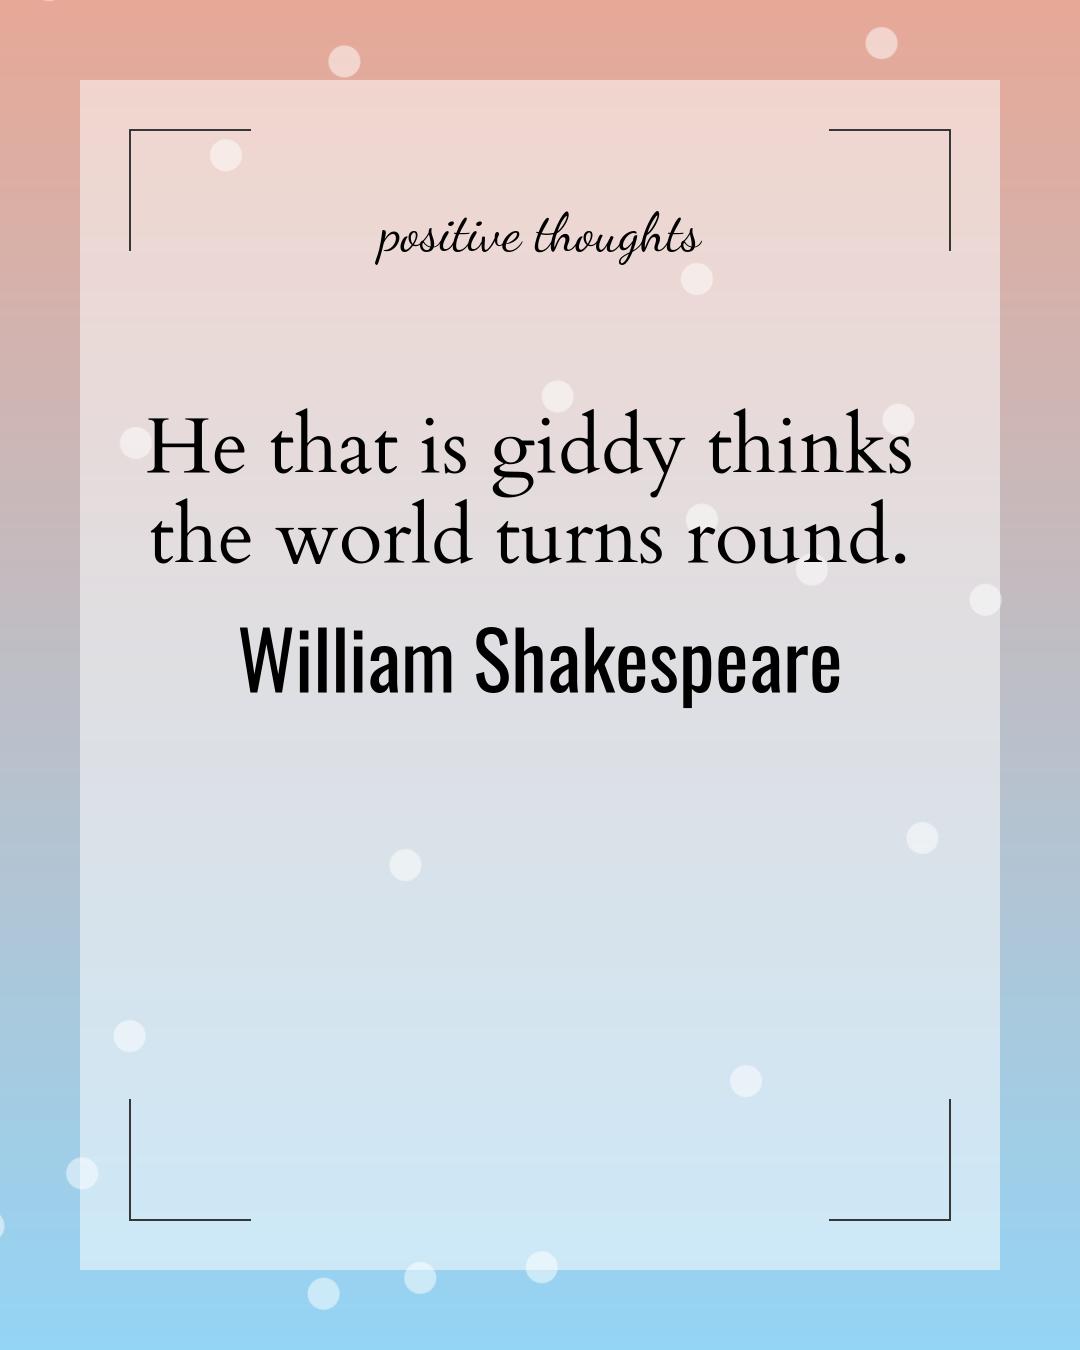 positive thoughts
He that is giddy thinks
the world turns round.
William Shakespeare